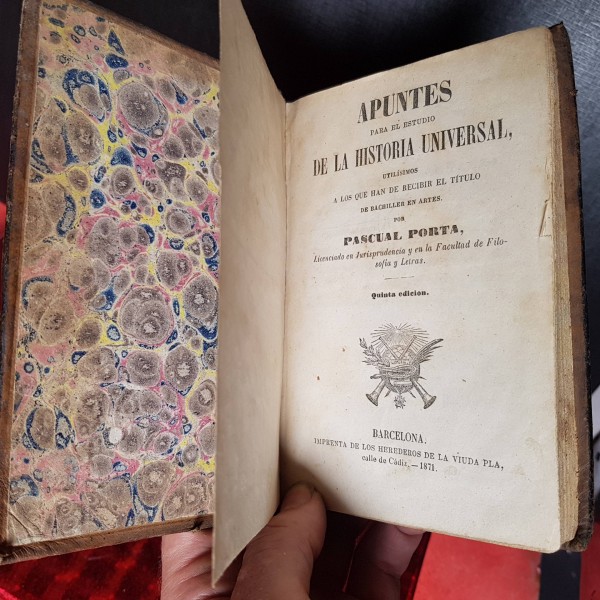 APUNTES
PARA EL ESTUDIO
DE LA HISTORIA UNIVERSAL,
UTILÍSIMOS
A LOS QUE HAN DE RECIBIR EL TÍTULO
DE BACHILLER EN ARTES.
POR
PASCUAL PORTA,
Licenciado en Jurisprudencia y en la Facultad de Filo-
sofía y Letras.
Quinta edicion.
BARCELONA.
IMPRENTA DE LOS HEREDEROS DE LA VIUDA PLA,
calle de Cádiz.—1871.